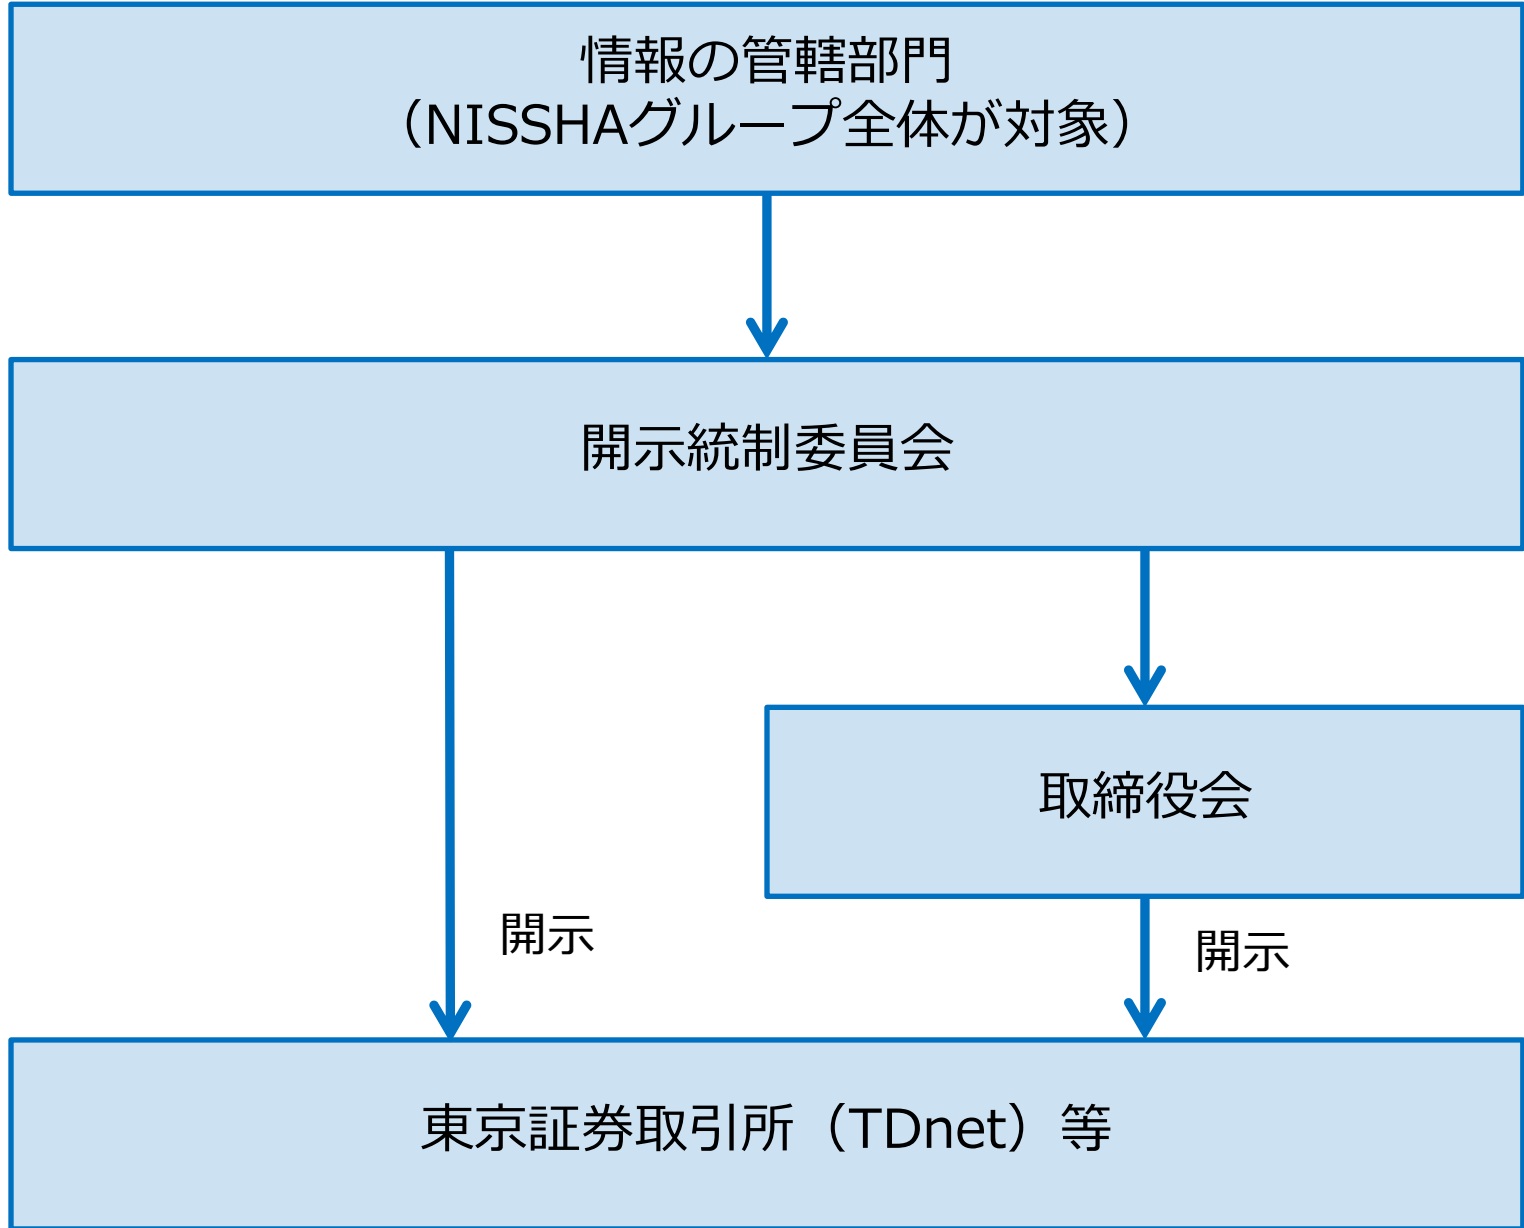 情報の管轄部門
（NISSHAグループ全体が対象）
開示統制委員会
取締役会
開示
開示
東京証券取引所（TDnet）等